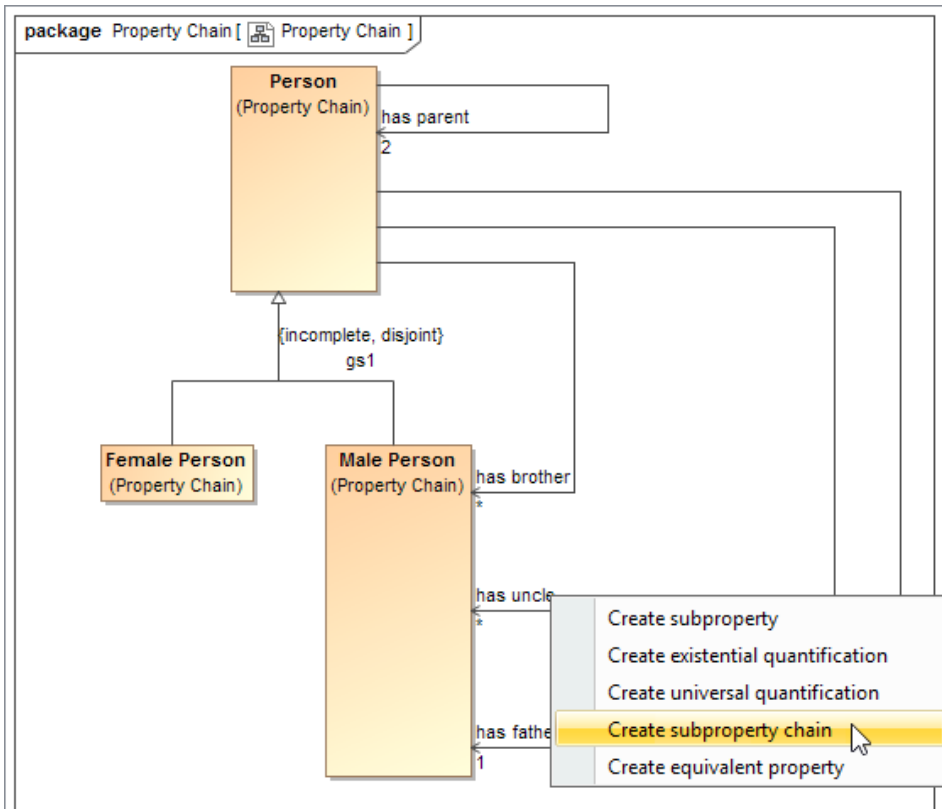 package Property Chain [ Property Chain ]
Person
(Property Chain)
has parent
2
{incomplete, disjoint}
gs1
Female Person
(Property Chain)
Male Person
(Property Chain)
has brother
*
has uncle
*
has fathe
1
Create subproperty
Create existential quantification
Create universal quantification
Create subproperty chain
Create equivalent property